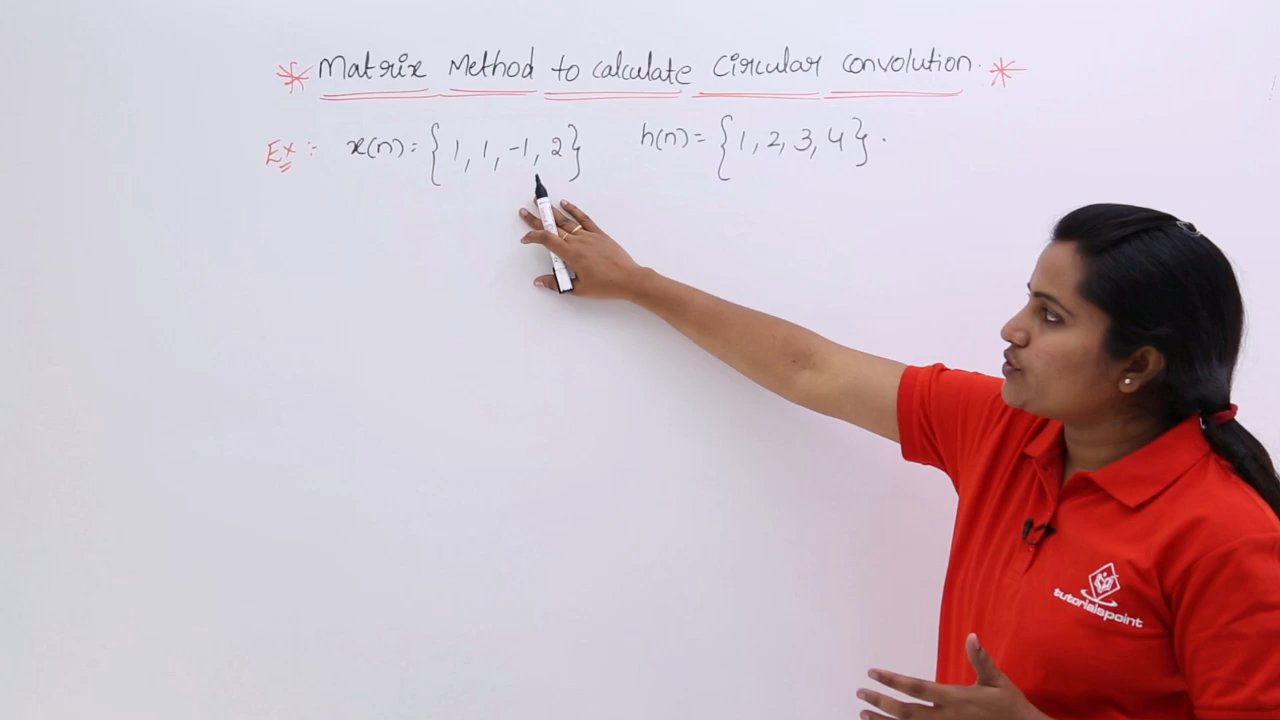 * Matrix Method to calculate Circular Convolution. *
Ex :- x(n) = { 1, 1, -1, 2 } h(n) = { 1, 2, 3, 4 }.
tutorialspoint